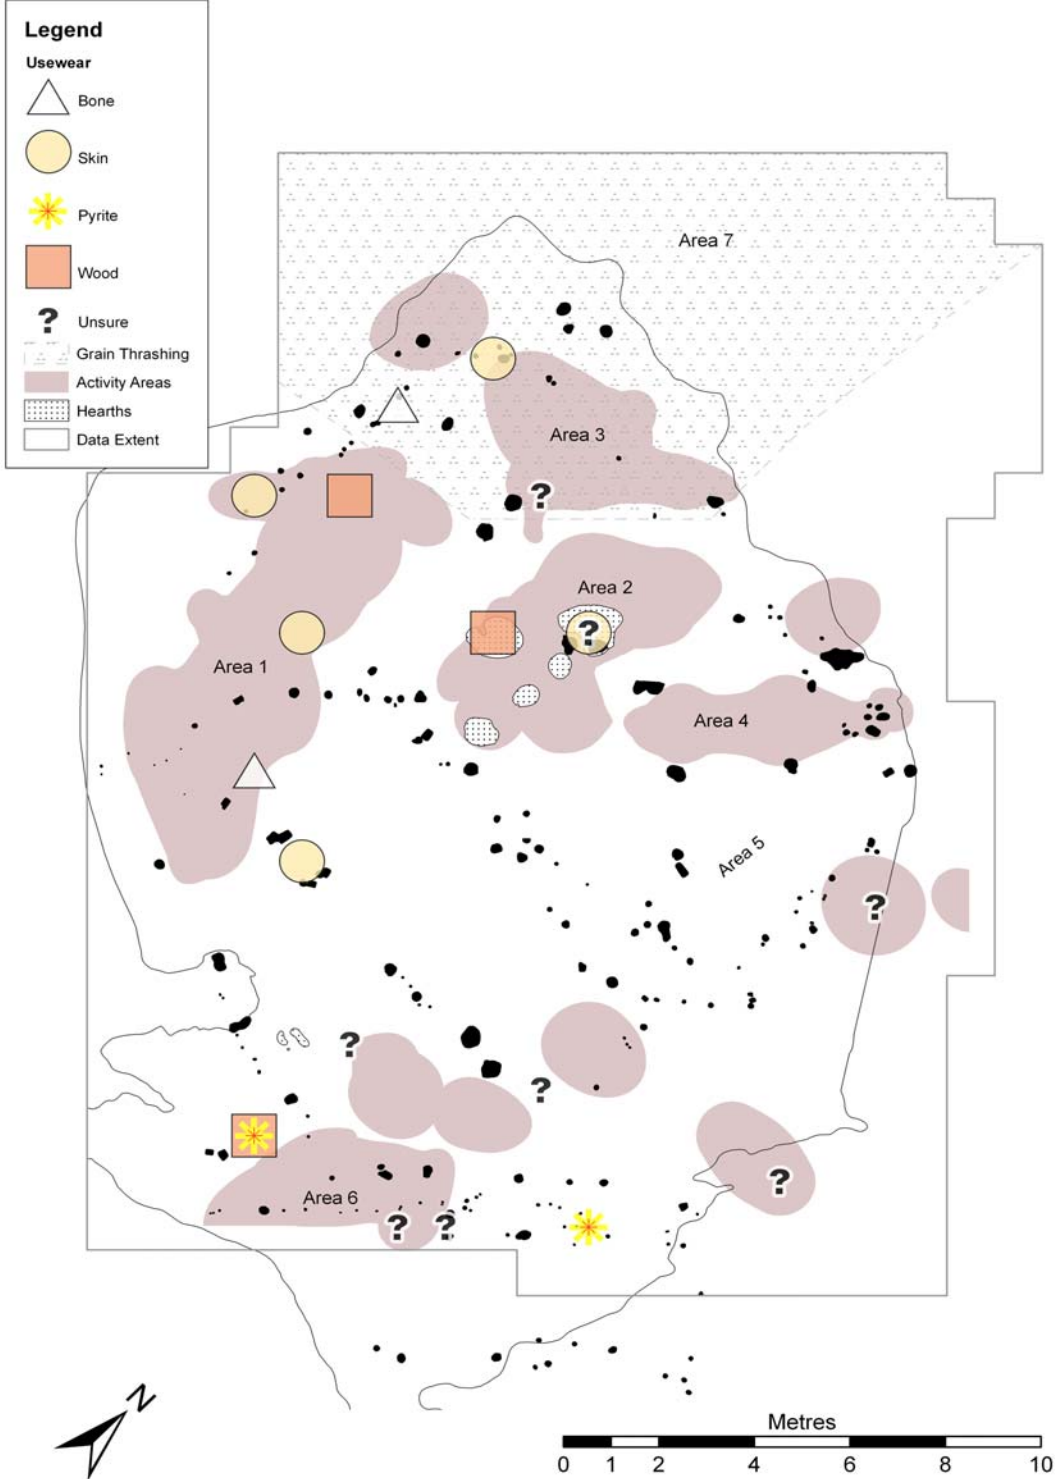 Legend
Usewear
Bone
Skin
Pyrite
Wood
? Unsure
Grain Thrashing
Activity Areas
Hearths
Data Extent
Area 7
Area 3
?
Area 2
?
Area 1
Area 4
Area 5
?
?
?
?
Area 6
? ?
N
Metres
0 1 2 4 6 8 10